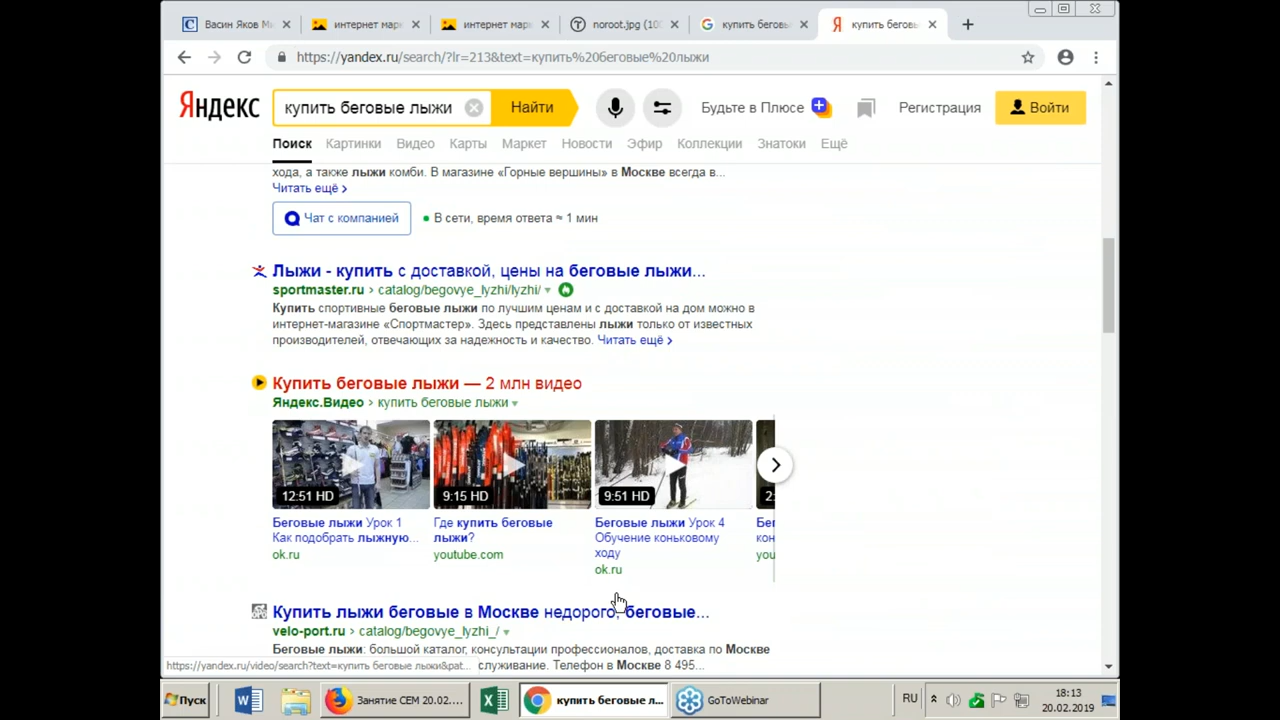 Васин Яков Ми
интернет марк
интернет марк
noroot.jpg (100
купить беговы
купить беговы
https://yandex.ru/search/?lr=213&text=купить%20беговые%20лыжи
Яндекс
купить беговые лыжи
Найти
Будьте в Плюсе
Регистрация
Войти
Поиск Картинки Видео Карты Маркет Новости Эфир Коллекции Знатоки Ещё
хода, а также лыжи комби. В магазине «Горные вершины» в Москве всегда в...
Читать ещё >
Чат с компанией
В сети, время ответа ≈ 1 мин
Лыжи - купить с доставкой, цены на беговые лыжи...
sportmaster.ru > catalog/begovye_lyzhi/lyzhi/
Купить спортивные беговые лыжи по лучшим ценам и с доставкой на дом можно в
интернет-магазине «Спортмастер». Здесь представлены лыжи только от известных
производителей, отвечающих за надежность и качество. Читать ещё >
Купить беговые лыжи — 2 млн видео
Яндекс.Видео > купить беговые лыжи
12:51 HD
9:15 HD
9:51 HD
2:
Беговые лыжи Урок 1
Как подобрать лыжную...
ok.ru
Где купить беговые
лыжи?
youtube.com
Беговые лыжи Урок 4
Обучение коньковому
ходу
ok.ru
Бег
кон
you
Купить лыжи беговые в Москве недорого, беговые...
velo-port.ru > catalog/begovye_lyzhi_/
Беговые лыжи: большой каталог, консультации профессионалов, доставка по Москве
служивание. Телефон в Москве 8 495...
https://yandex.ru/video/search?text=купить беговые лыжи&pat...
Пуск
Занятие СЕМ 20.02....
купить беговые л...
GoToWebinar
RU
18:13
20.02.2019